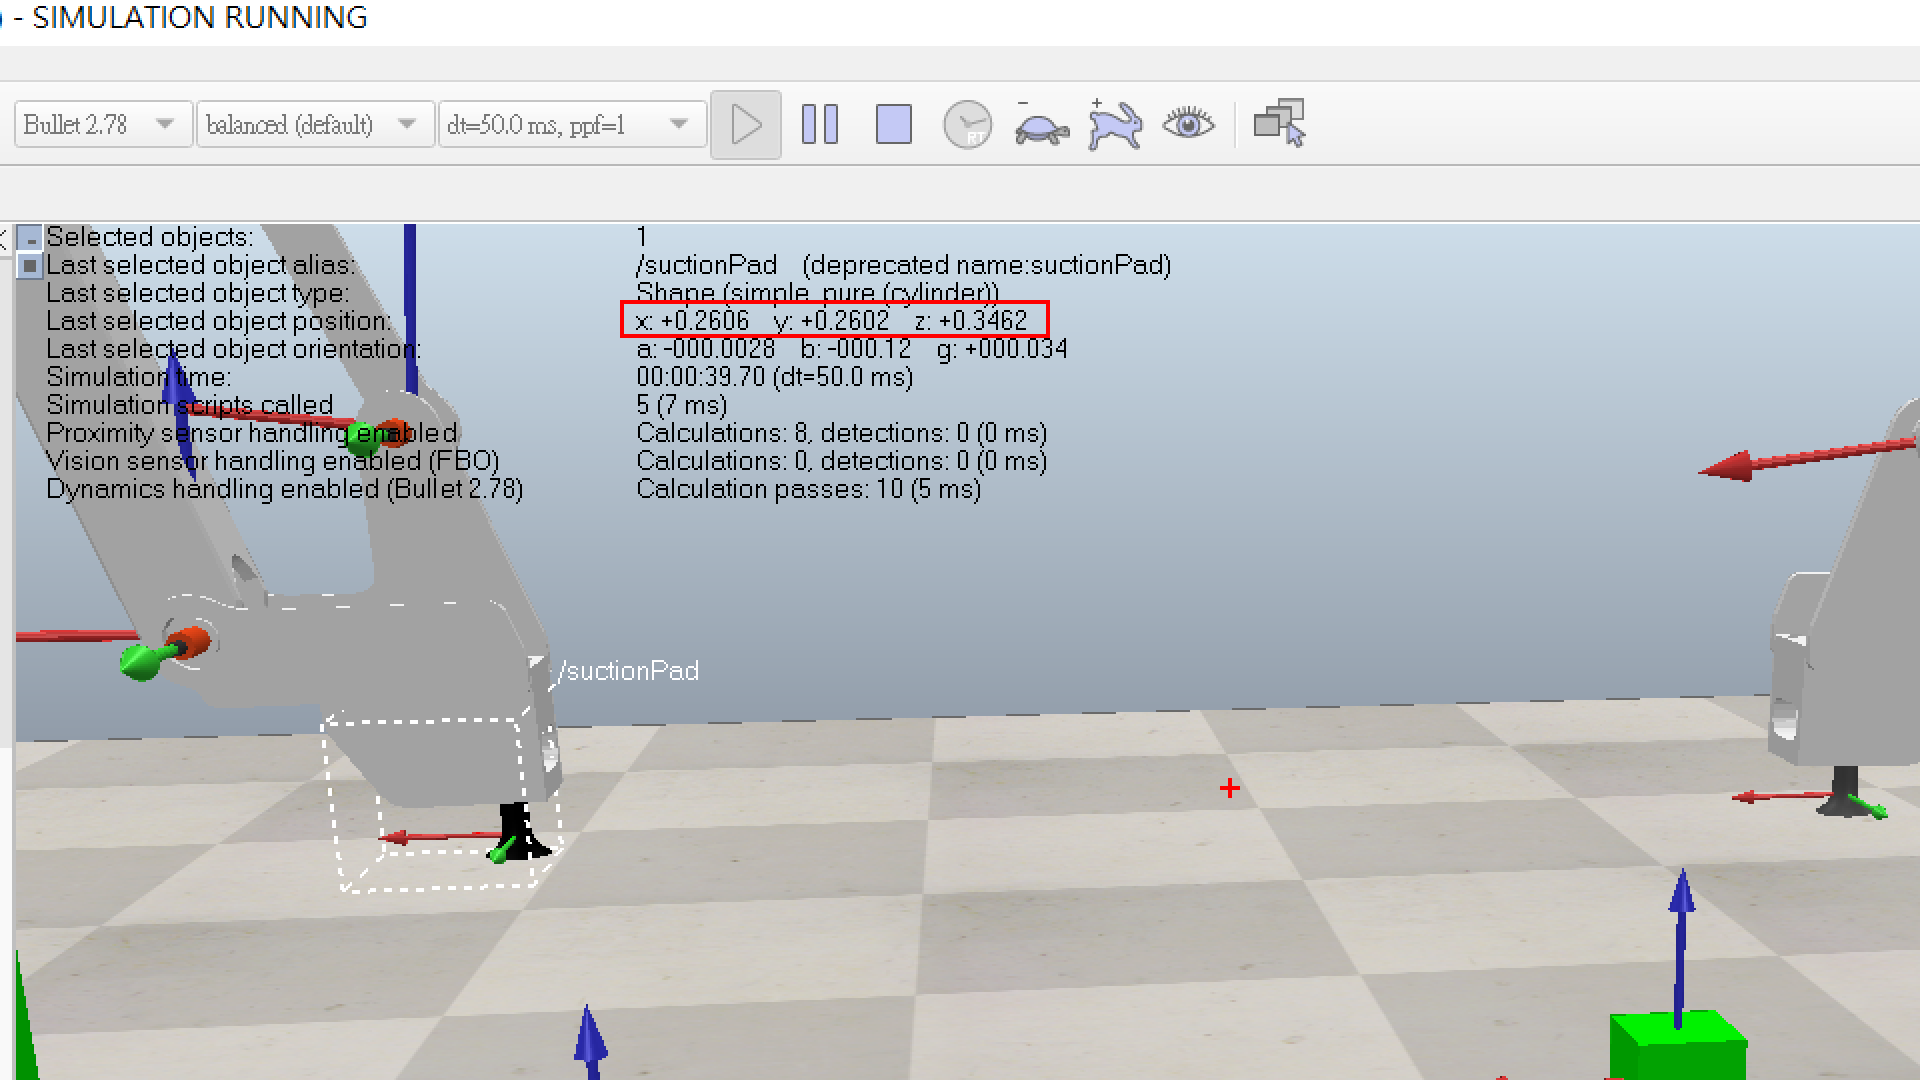 - SIMULATION RUNNING
Bullet 2.78 balanced (default) dt=50.0 ms, ppf=1 RT
Selected objects: 1
Last selected object alias: /suctionPad (deprecated name:suctionPad)
Last selected object type: Shape (simple, pure (cylinder))
Last selected object position: x: +0.2606 y: +0.2602 z: +0.3462
Last selected object orientation: a: -000.0028 b: -000.12 g: +000.034
Simulation time: 00:00:39.70 (dt=50.0 ms)
Simulation scripts called 5 (7 ms)
Proximity sensor handling enabled Calculations: 8, detections: 0 (0 ms)
Vision sensor handling enabled (FBO) Calculations: 0, detections: 0 (0 ms)
Dynamics handling enabled (Bullet 2.78) Calculation passes: 10 (5 ms)
/suctionPad